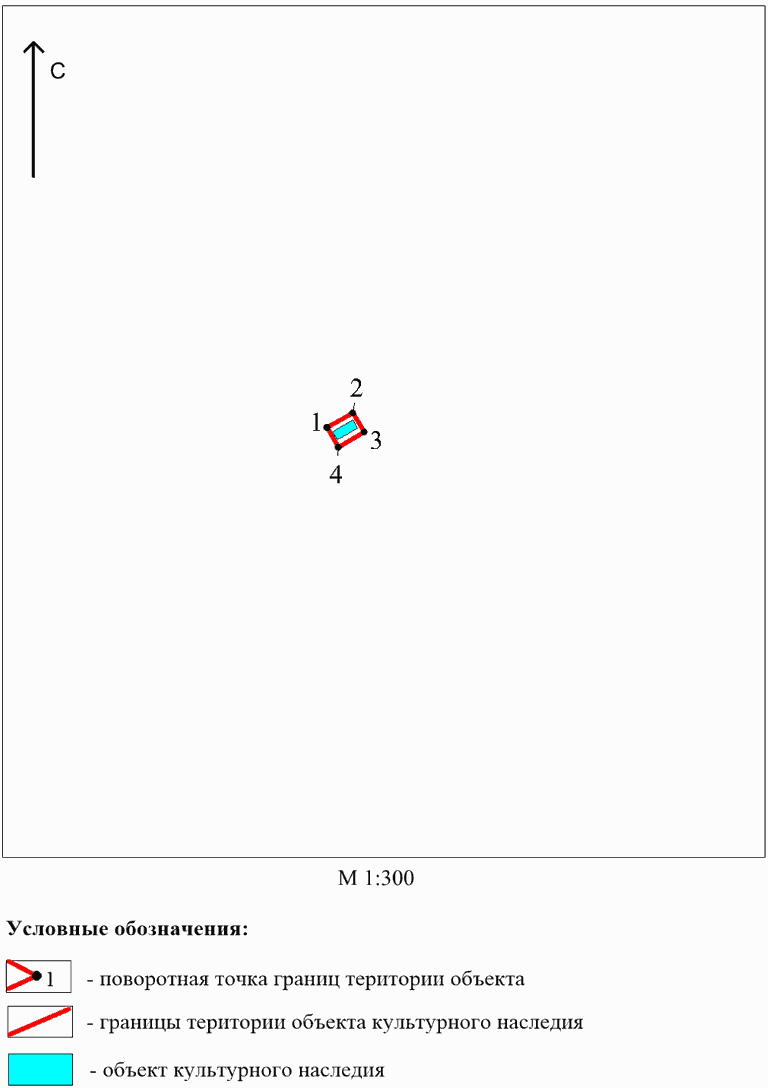 С
2
1
3
4
М 1:300
Условные обозначения:
1 - поворотная точка границ територии объекта
- границы територии объекта культурного наследия
- объект культурного наследия